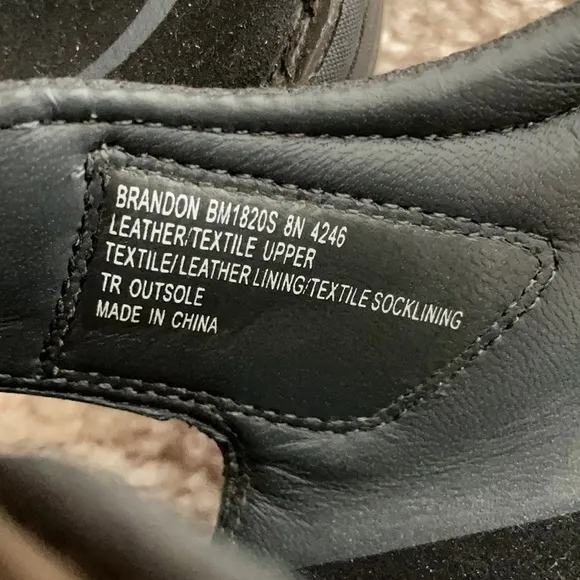 BRANDON BM1820S 8N 4246
LEATHER/TEXTILE UPPER
TEXTILE/LEATHER LINING/TEXTILE SOCKLINING
TR OUTSOLE
MADE IN CHINA